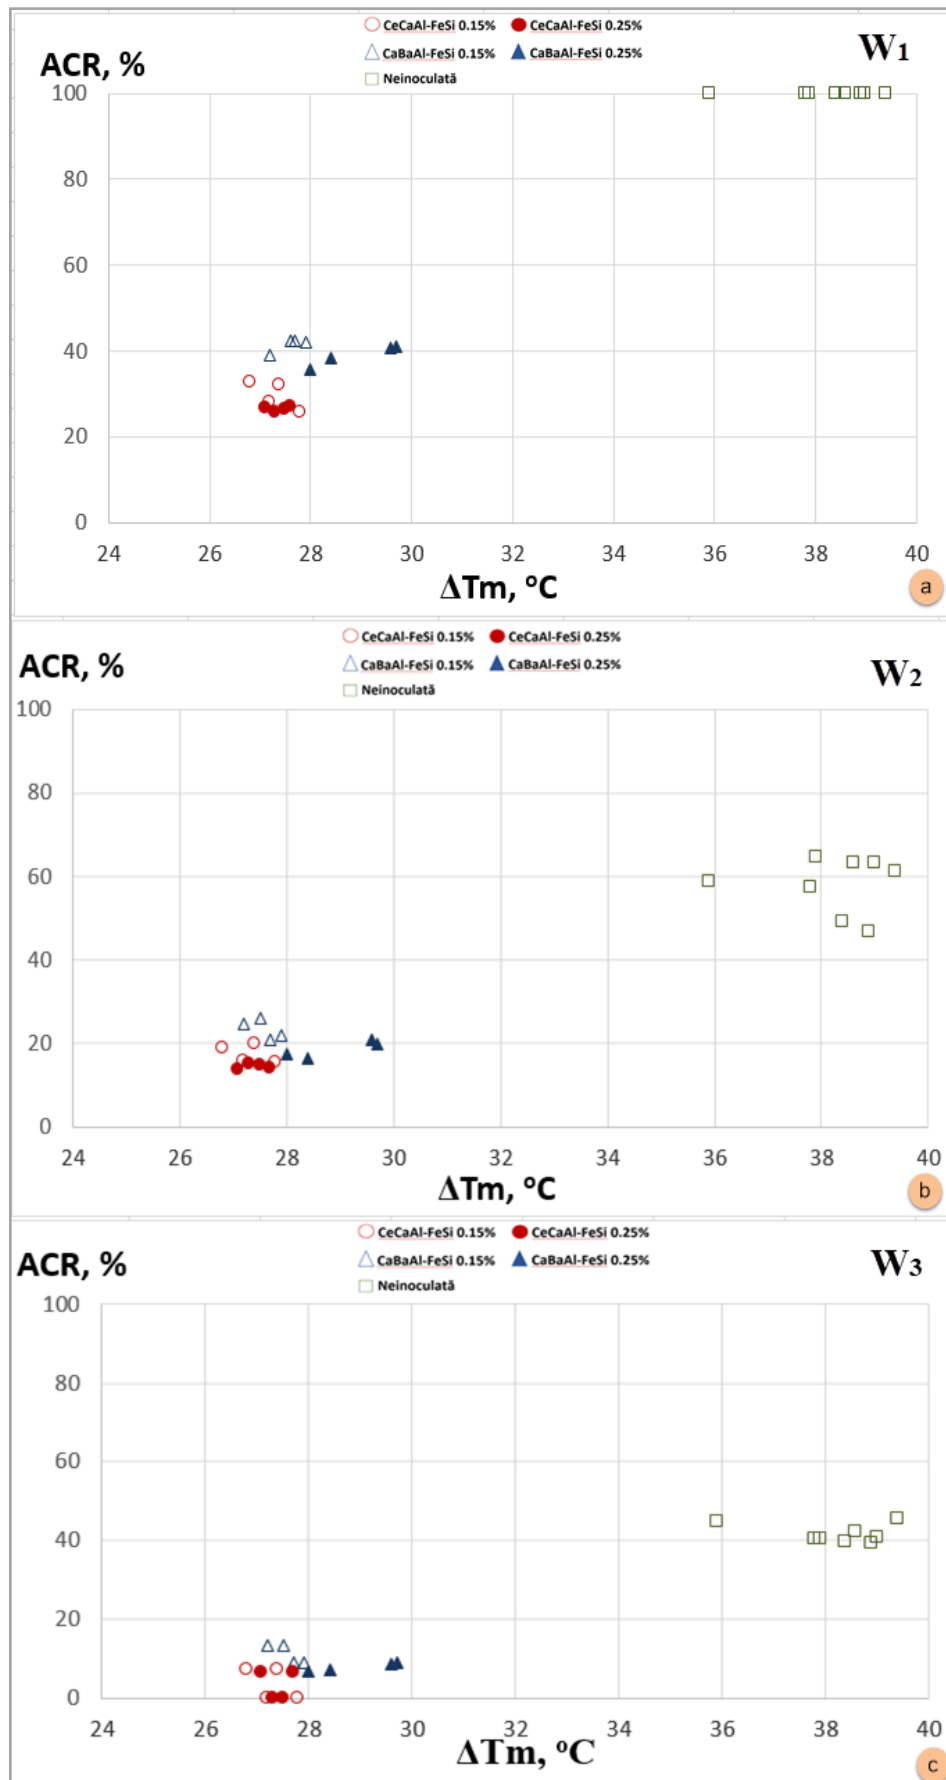 CeCaAl-FeSi 0.15% CeCaAl-FeSi 0.25%
CaBaAl-FeSi 0.15% CaBaAl-FeSi 0.25%
W1
ACR, %
Neinoculată
100
80
60
40
20
0
24 26 28 30 32 34 36 38 40
ΔTm, °C
a
CeCaAl-FeSi 0.15% CeCaAl-FeSi 0.25%
ACR, %
CaBaAl-FeSi 0.15% CaBaAl-FeSi 0.25%
W2
Neinoculată
100
80
60
40
20
0
24 26 28 30 32 34 36 38 40
ΔTm, °C
b
CeCaAl-FeSi 0.15% CeCaAl-FeSi 0.25%
ACR, %
CaBaAl-FeSi 0.15% CaBaAl-FeSi 0.25%
W3
Neinoculată
100
80
60
40
20
0
24 26 28 30 32 34 36 38 40
ΔTm, °C
c